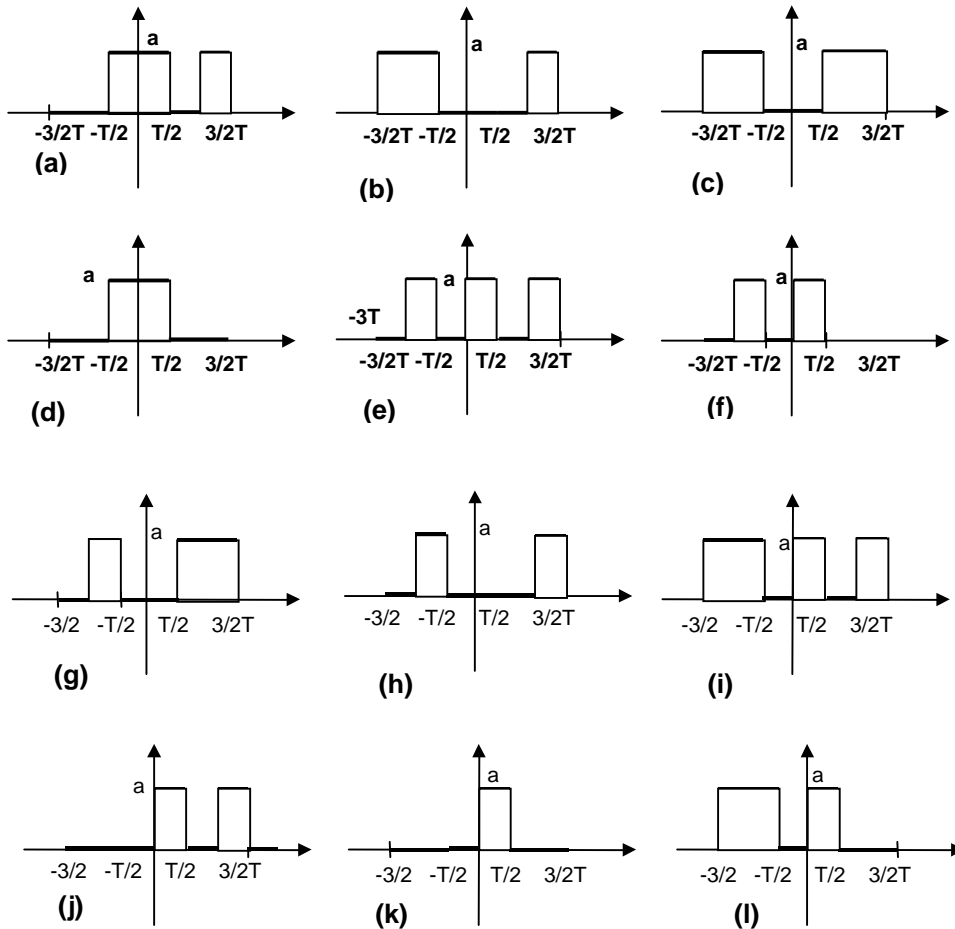 a a a
-3/2T -T/2 T/2 3/2T -3/2T -T/2 T/2 3/2T -3/2T -T/2 T/2 3/2T
(a) (b) (c)
a a a
-3T
-3/2T -T/2 T/2 3/2T -3/2T -T/2 T/2 3/2T -3/2T -T/2 T/2 3/2T
(d) (e) (f)
a a a
-3/2 -T/2 T/2 3/2T -3/2 -T/2 T/2 3/2T -3/2 -T/2 T/2 3/2T
(g) (h) (i)
a a a
-3/2 -T/2 T/2 3/2T -3/2 -T/2 T/2 3/2T -3/2 -T/2 T/2 3/2T
(j) (k) (l)